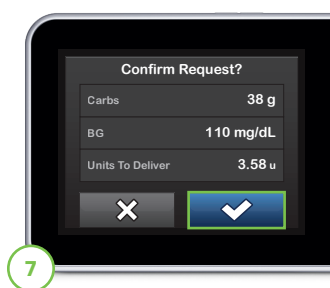 Confirm Request?
Carbs 38 g
BG 110 mg/dL
Units To Deliver 3.58 u
7